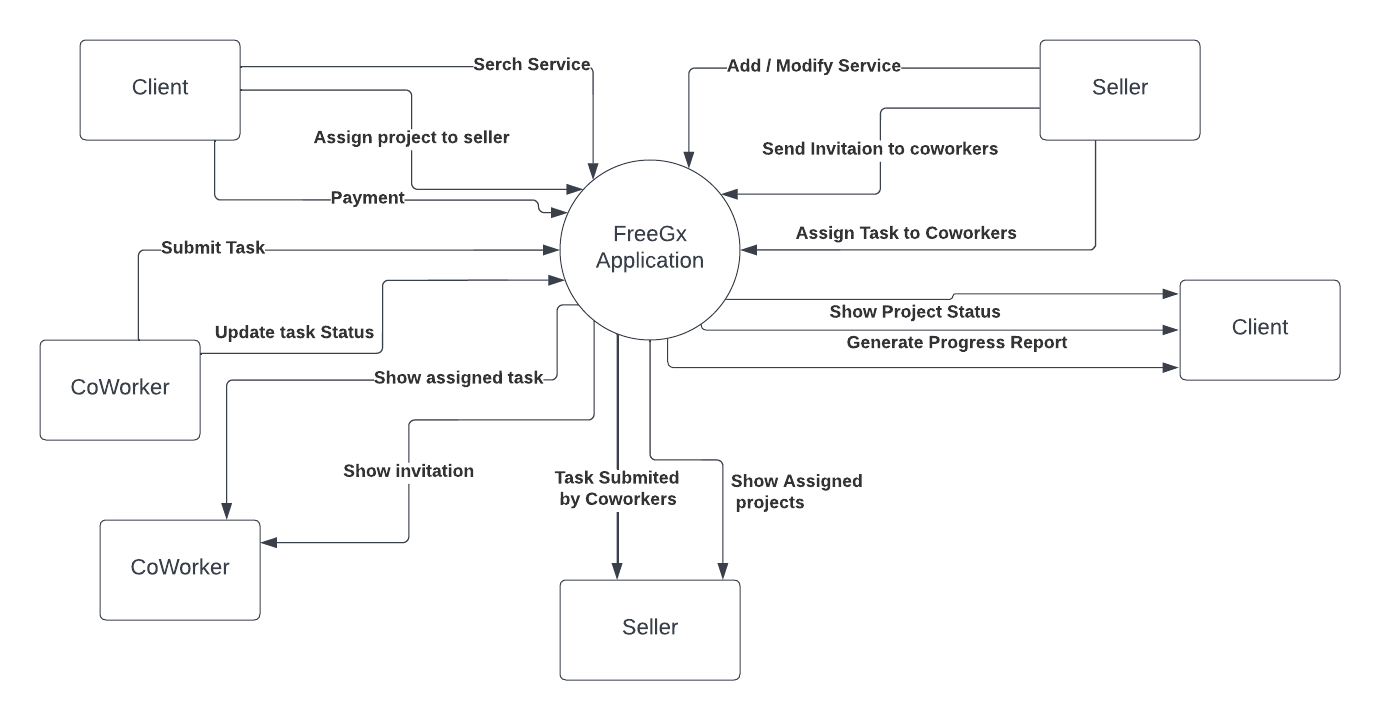 Serch Service
Add / Modify Service
Client
Seller
Assign project to seller
Send Invitaion to coworkers
Payment
FreeGx
Application
Assign Task to Coworkers
Submit Task
Show Project Status
Client
Update task Status
Generate Progress Report
CoWorker
Show assigned task
Show invitation
Task Submited
by Coworkers
Show Assigned
projects
CoWorker
Seller